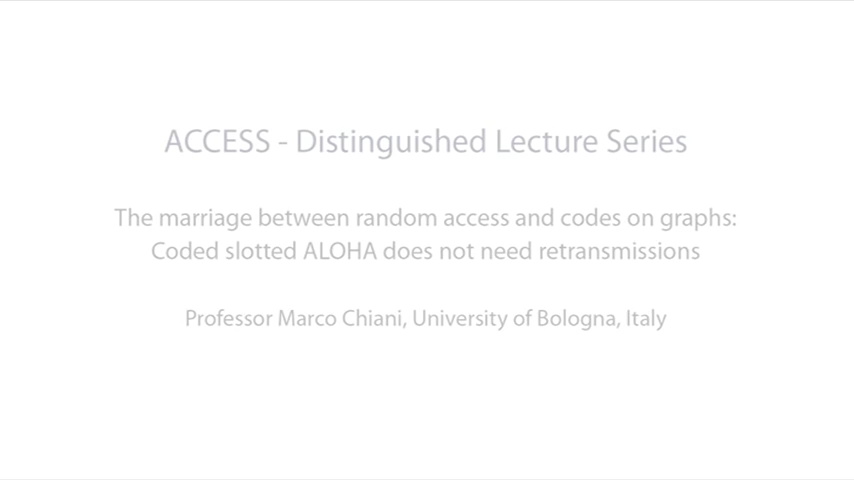 ACCESS - Distinguished Lecture Series
The marriage between random access and codes on graphs:
Coded slotted ALOHA does not need retransmissions
Professor Marco Chiani, University of Bologna, Italy